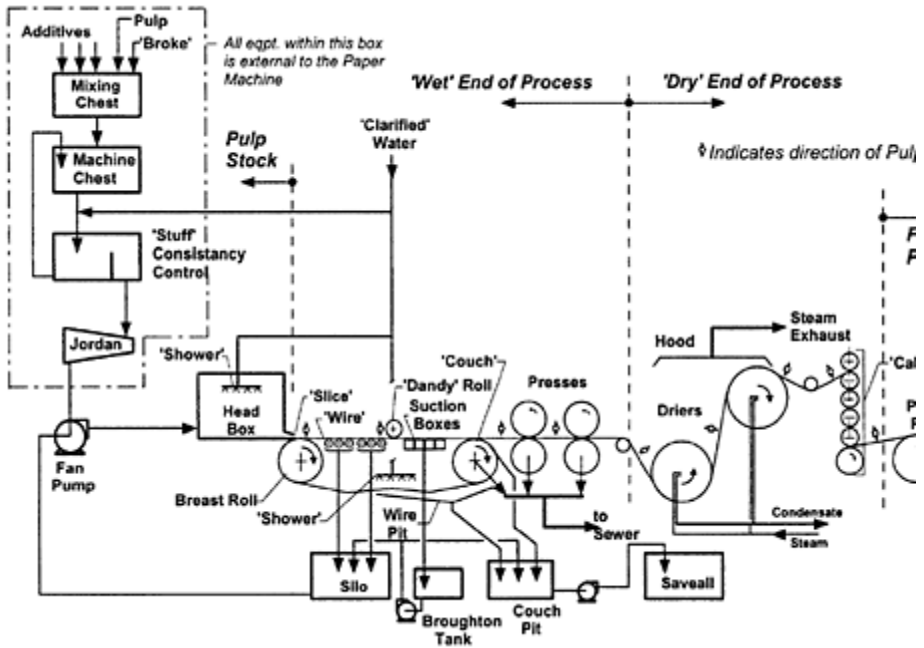 Pulp
Additives
'Broke'
All eqpt. within this box
is external to the Paper
Machine
Mixing
Chest
'Wet' End of Process
'Dry' End of Process
'Clarified'
Water
Pulp
Stock
Machine
Chest
Indicates direction of Pulp
'Stuff'
Consistancy
Control
F
P
Jordan
Steam
Exhaust
Hood
'Shower'
'Couch'
'Slice'
'Dandy' Roll
Presses
'Cal
'Wire'
Suction
Boxes
Head
Box
Driers
P
Fan
Pump
Breast Roll
'Shower'
Wire
Pit
to
Sewer
Condensate
Steam
Silo
Saveall
Broughton
Tank
Couch
Pit